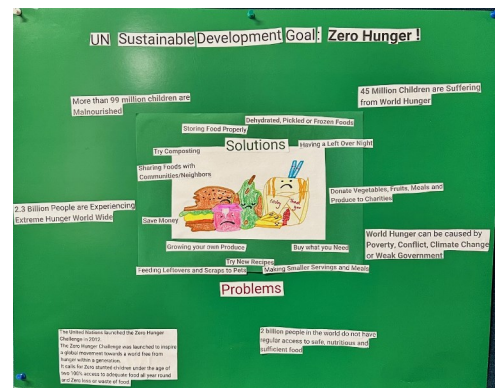 UN Sustainable Development Goal: Zero Hunger !
More than 99 million children are
Malnourished
45 Million Children are Suffering
from World Hunger
Dehydrated, Pickled or Frozen Foods
Storing Food Properly
Solutions
Having a Left Over Night
Try Composting
Sharing Foods with
Communities/Neighbors
Donate Vegetables, Fruits, Meals and
Produce to Charities
2.3 Billion People are Experiencing
Extreme Hunger World Wide
Save Money
World Hunger can be caused by
Poverty, Conflict, Climate Change
or Weak Government
Growing your own Produce
Buy what you Need
Try New Recipes
Feeding Leftovers and Scraps to Pets
Making Smaller Servings and Meals
Problems
The United Nations launched the Zero Hunger
Challenge in 2012.
The Zero Hunger Challenge was launched to inspire
a global movement towards a world free from
hunger within a generation.
It calls for Zero stunted children under the age of
two 100% access to adequate food all year round
and Zero loss or waste of food.
2 billion people in the world do not have
regular access to safe, nutritious and
sufficient food